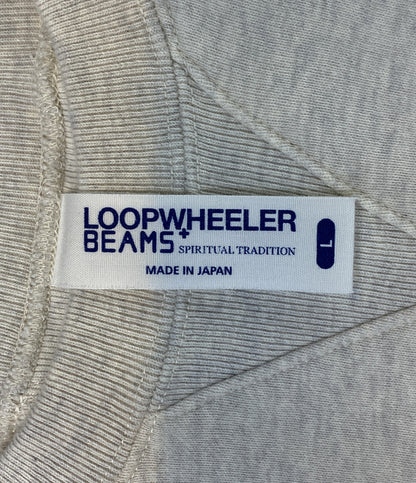 LOOPWHEELER
BEAMS+ SPIRITUAL TRADITION
MADE IN JAPAN
L